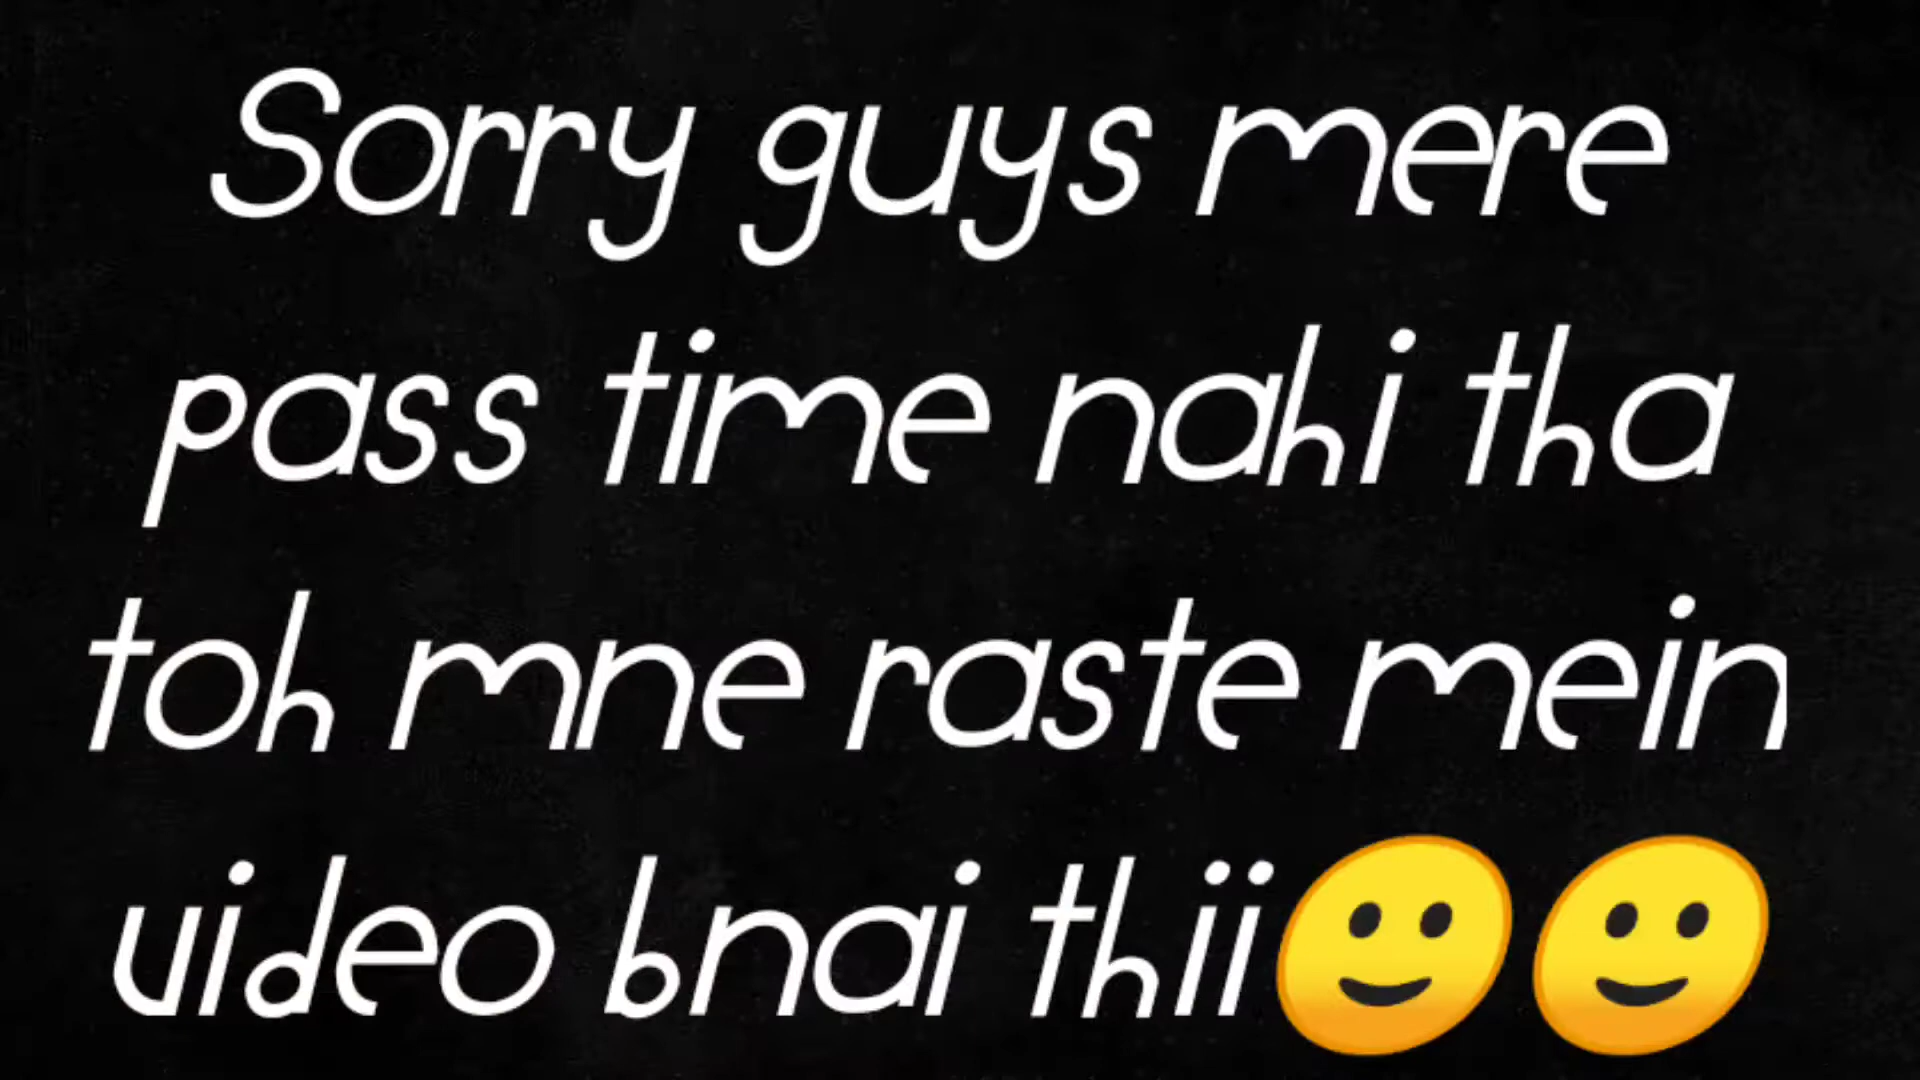 Sorry guys mere
pass time nahi tha
toh mne raste mein
video bnai thii🙂🙂